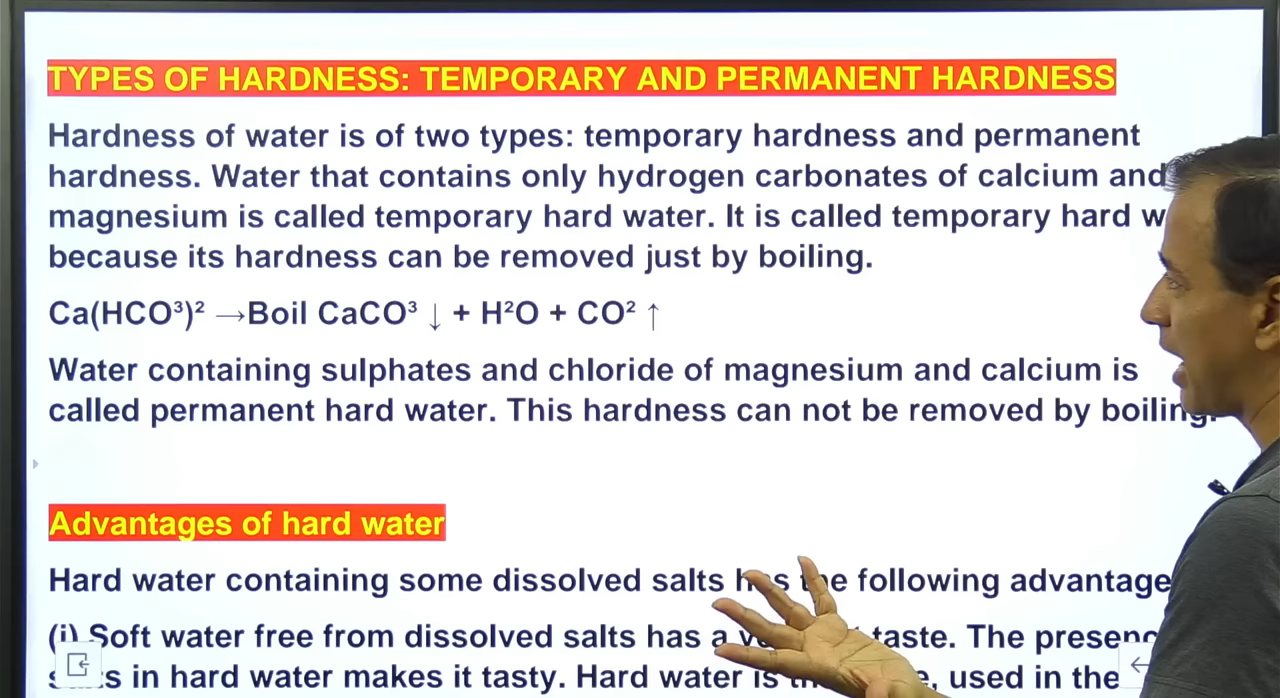 TYPES OF HARDNESS: TEMPORARY AND PERMANENT HARDNESS
Hardness of water is of two types: temporary hardness and permanent
hardness. Water that contains only hydrogen carbonates of calcium and
magnesium is called temporary hard water. It is called temporary hard
because its hardness can be removed just by boiling.
Ca(HCO³)² →Boil CaCO³ ↓ + H²O + CO² ↑
Water containing sulphates and chloride of magnesium and calcium is
called permanent hard water. This hardness can not be removed by boiling.
Advantages of hard water
Hard water containing some dissolved salts has the following
(i) Soft water free from dissolved salts has a taste. The
in hard water makes it tasty. Hard water is used in the